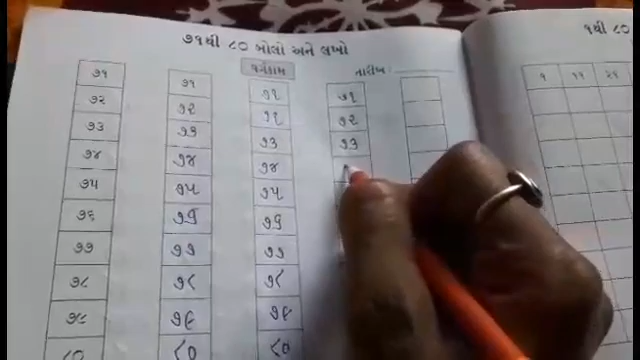 ૭૧થી ૮૦ બોલો અને લખો
૧થી ૮૦
વર્ગકામ
તારીખ :
૭૧ ૭૧ ૭૧ ૭૧
૭૨ ૭૨ ૭૨ ૭૨
૭૩ ૭૩ ૭૩ ૭૩
૭૪ ૭૪ ૭૪
૭૫ ૭૫ ૭૫
૭૬ ૭૬ ૭૬
૭૭ ૭૭ ૭૭
૭૮ ૭૮ ૭૮
૭૯ ૭૯ ૭૯
૮૦ ૮૦ ૮૦
૧ ૧૧ ૨૧